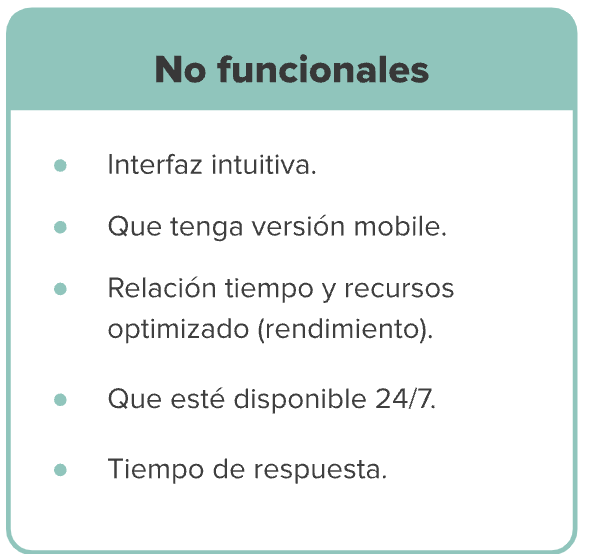 No funcionales
Interfaz intuitiva.
Que tenga versión mobile.
Relación tiempo y recursos
optimizado (rendimiento).
Que esté disponible 24/7.
Tiempo de respuesta.